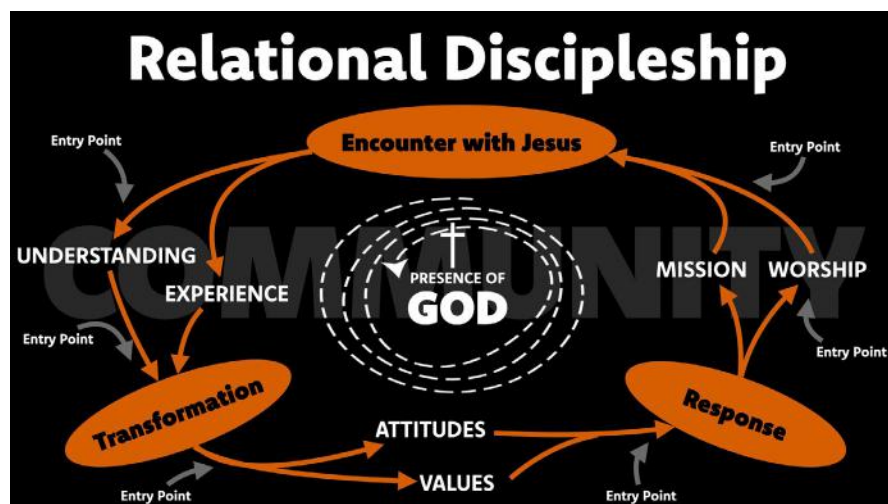 Relational Discipleship
Encounter with Jesus
Entry Point
Entry Point
COMMUNITY
UNDERSTANDING
EXPERIENCE
PRESENCE OF
GOD
MISSION
WORSHIP
Entry Point
Entry Point
Transformation
Response
ATTITUDES
VALUES
Entry Point
Entry Point